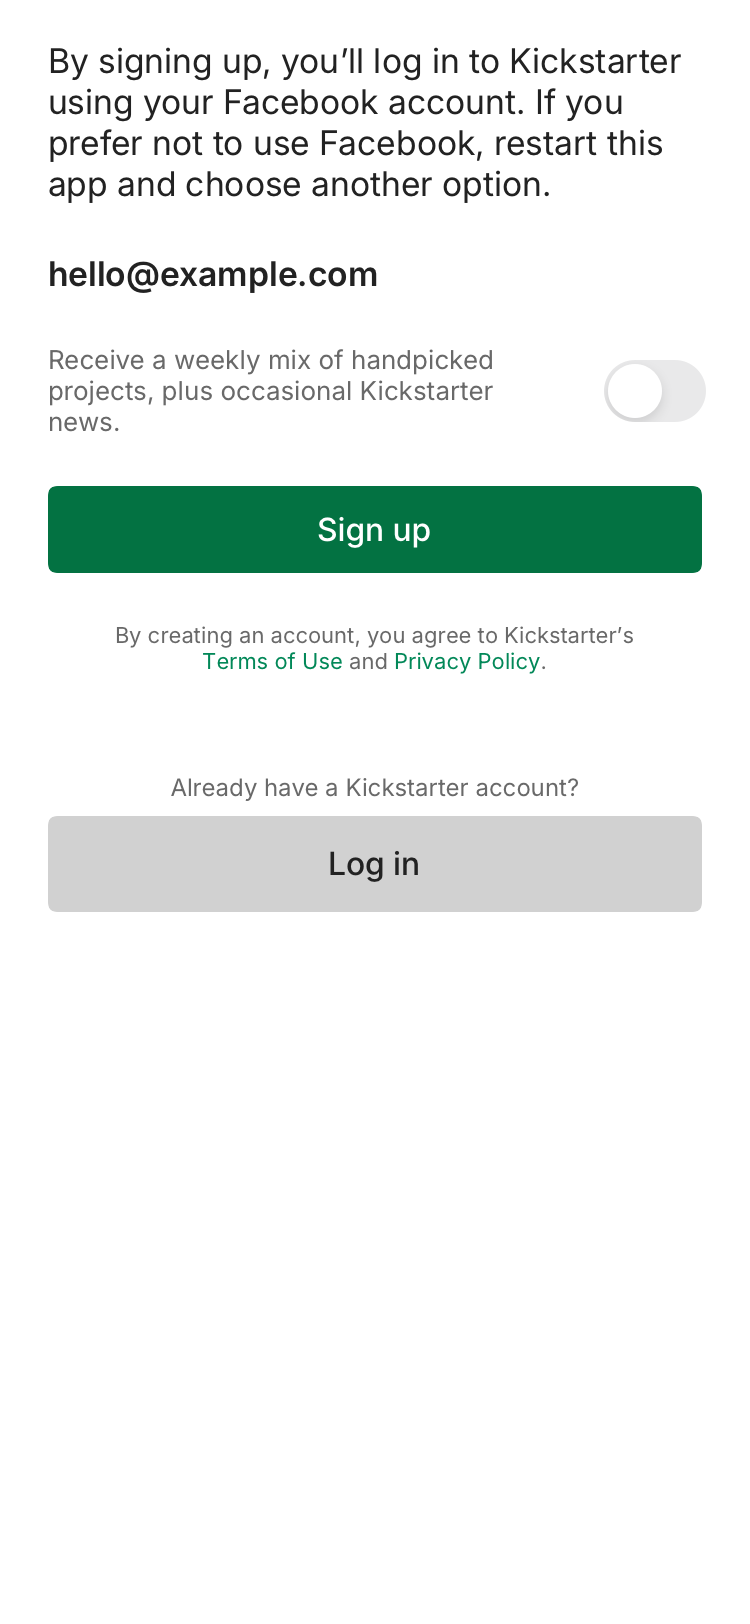 By signing up, you’ll log in to Kickstarter
using your Facebook account. If you
prefer not to use Facebook, restart this
app and choose another option.
hello@example.com
Receive a weekly mix of handpicked
projects, plus occasional Kickstarter
news.
Sign up
By creating an account, you agree to Kickstarter’s
Terms of Use and Privacy Policy.
Already have a Kickstarter account?
Log in